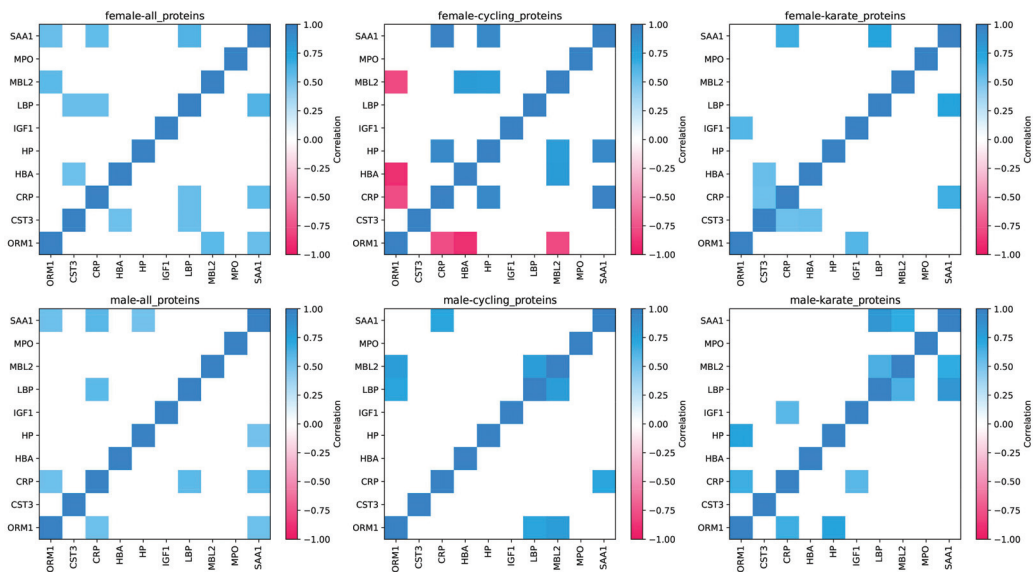 female-all_proteins
SAA1
MPO
MBL2
LBP
IGF1
HP
HBA
CRP
CST3
ORM1
ORM1 CST3 CRP HBA HP IGF1 LBP MBL2 MPO SAA1
1.00
0.75
0.50
0.25
0.00
−0.25
−0.50
−0.75
−1.00
Correlation
female-cycling_proteins
SAA1
MPO
MBL2
LBP
IGF1
HP
HBA
CRP
CST3
ORM1
ORM1 CST3 CRP HBA HP IGF1 LBP MBL2 MPO SAA1
1.00
0.75
0.50
0.25
0.00
−0.25
−0.50
−0.75
−1.00
Correlation
female-karate_proteins
SAA1
MPO
MBL2
LBP
IGF1
HP
HBA
CRP
CST3
ORM1
ORM1 CST3 CRP HBA HP IGF1 LBP MBL2 MPO SAA1
1.00
0.75
0.50
0.25
0.00
−0.25
−0.50
−0.75
−1.00
Correlation
male-all_proteins
SAA1
MPO
MBL2
LBP
IGF1
HP
HBA
CRP
CST3
ORM1
ORM1 CST3 CRP HBA HP IGF1 LBP MBL2 MPO SAA1
1.00
0.75
0.50
0.25
0.00
−0.25
−0.50
−0.75
−1.00
Correlation
male-cycling_proteins
SAA1
MPO
MBL2
LBP
IGF1
HP
HBA
CRP
CST3
ORM1
ORM1 CST3 CRP HBA HP IGF1 LBP MBL2 MPO SAA1
1.00
0.75
0.50
0.25
0.00
−0.25
−0.50
−0.75
−1.00
Correlation
male-karate_proteins
SAA1
MPO
MBL2
LBP
IGF1
HP
HBA
CRP
CST3
ORM1
ORM1 CST3 CRP HBA HP IGF1 LBP MBL2 MPO SAA1
1.00
0.75
0.50
0.25
0.00
−0.25
−0.50
−0.75
−1.00
Correlation